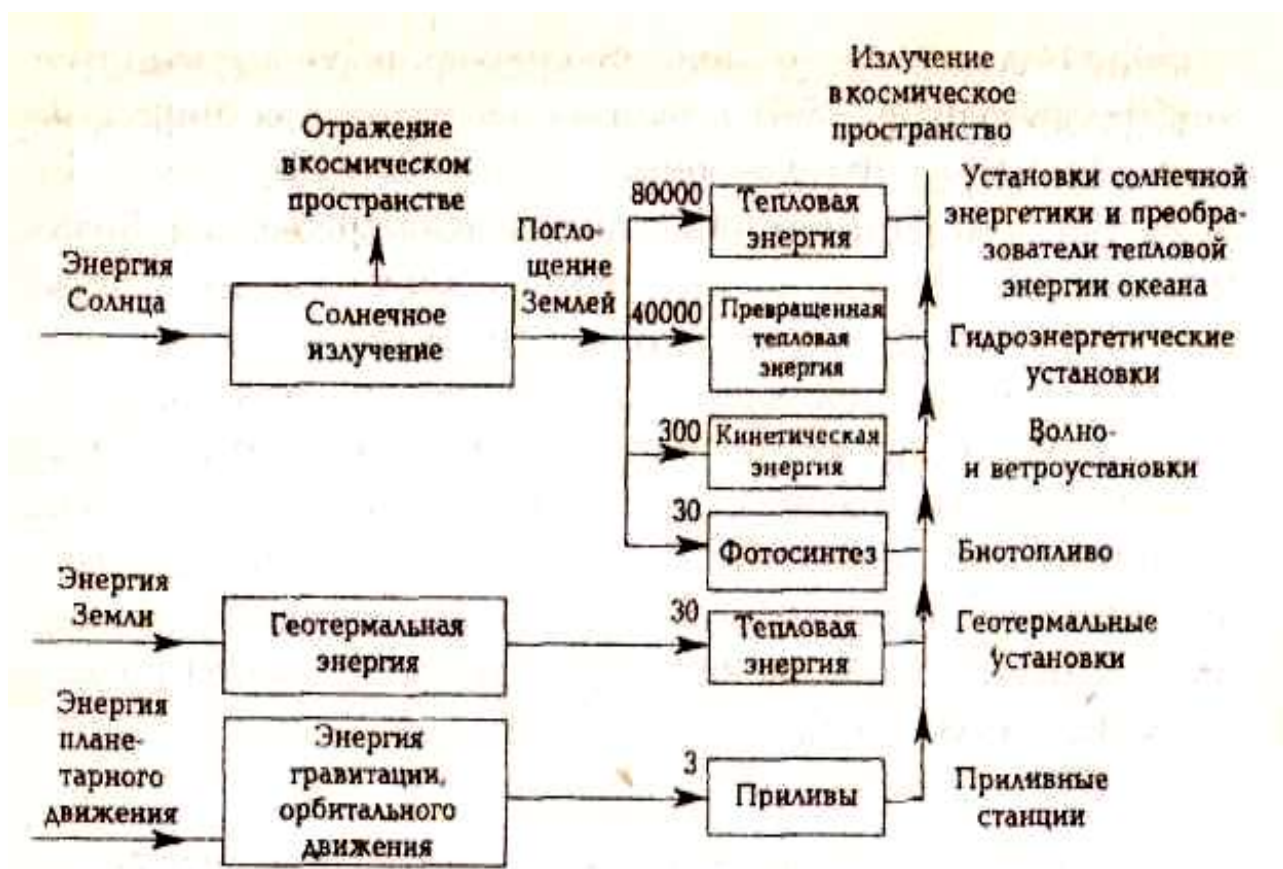 Излучение
в космическое
пространство
Отражение
в космическом
пространстве
Энергия
Солнца
Солнечное
излучение
Погло-
щение
Землей
80000
Тепловая
энергия
Установки солнечной
энергетики и преобра-
зователи тепловой
энергии океана
40000
Превращенная
тепловая
энергия
Гидроэнергетические
установки
300
Кинетическая
энергия
Волно-
и ветроустановки
30
Фотосинтез
Биотопливо
Энергия
Земли
Геотермальная
энергия
30
Тепловая
энергия
Геотермальные
установки
Энергия
плане-
тарного
движения
Энергия
гравитации,
орбитального
движения
3
Приливы
Приливные
станции